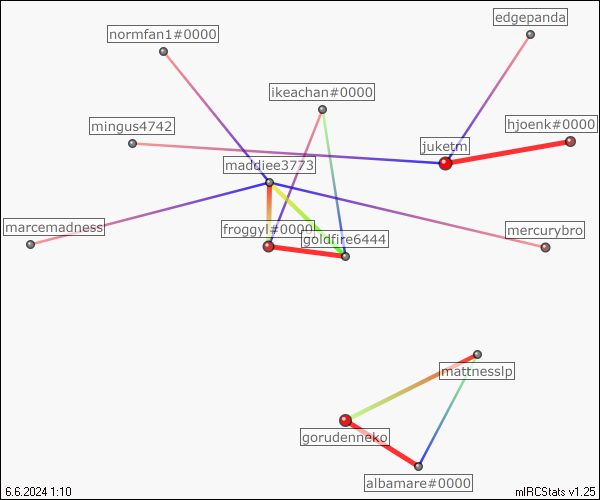 edgepanda
normfan1#0000
ikeachan#0000
mingus4742
hjoenk#0000
juketm
maddiee3773
marcemadness
froggyl#0000
mercurybro
goldfire6444
mattnesslp
gorudenneko
albamare#0000
6.6.2024 1:10
mIRCStats v1.25